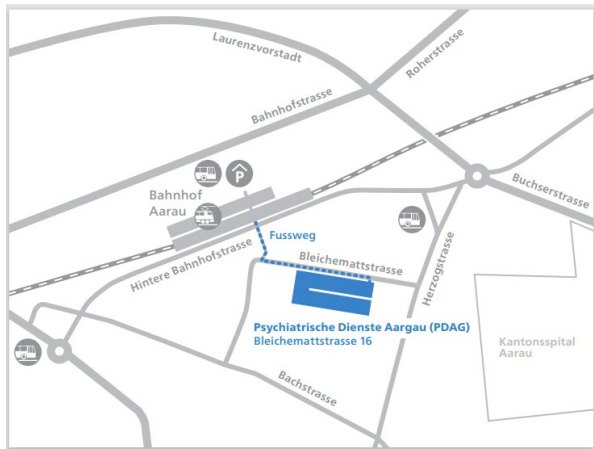 Laurenzvorstadt
Roherstrasse
Bahnhofstrasse
P
Bahnhof
Aarau
Buchserstrasse
Fussweg
Hintere Bahnhofstrasse
Bleichemattstrasse
Herzogstrasse
Psychiatrische Dienste Aargau (PDAG)
Bleichemattstrasse 16
Kantonsspital
Aarau
Bachstrasse